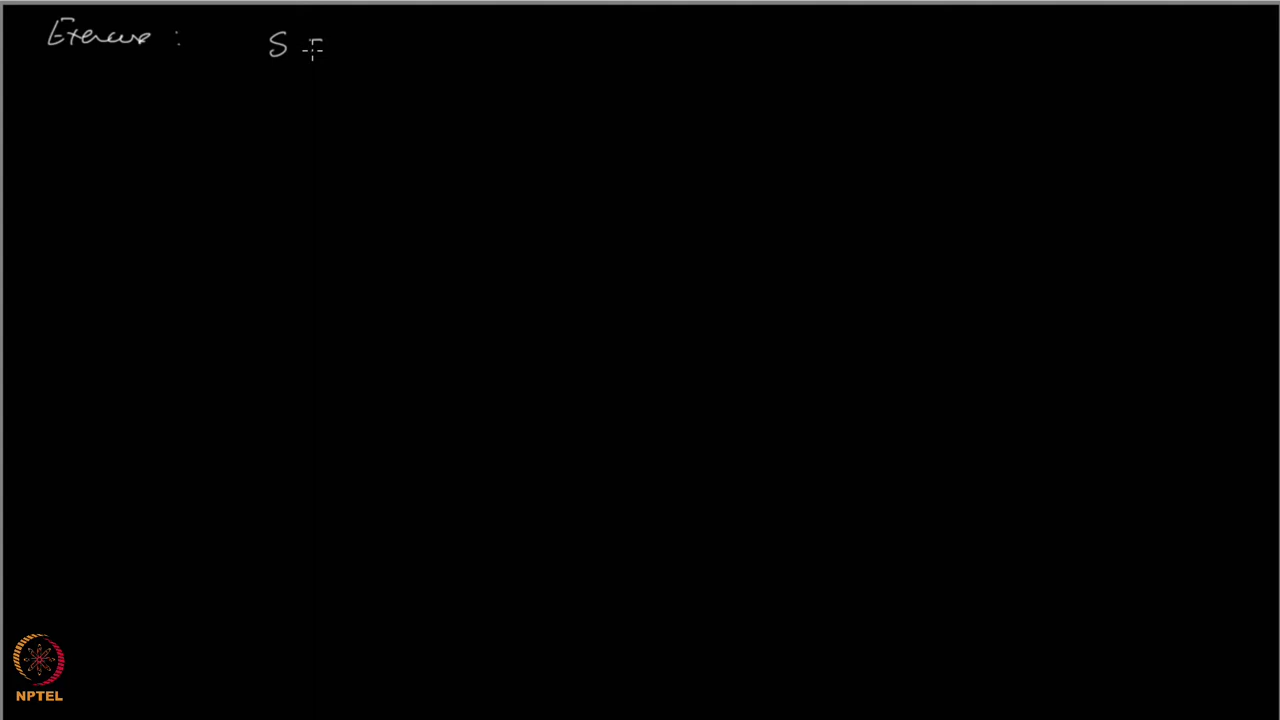 Exercise : S =
NPTEL